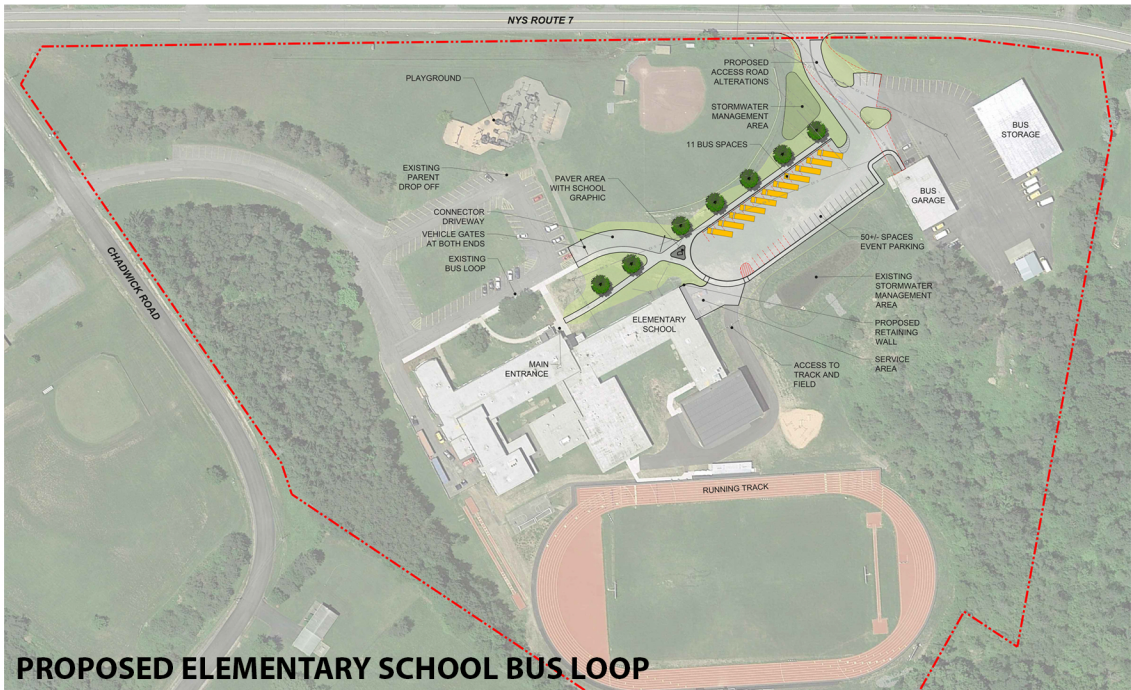 NYS ROUTE 7
PLAYGROUND
PROPOSED
ACCESS ROAD
ALTERATIONS
STORMWATER
MANAGEMENT
AREA
11 BUS SPACES
BUS
STORAGE
EXISTING
PARENT
DROP OFF
PAVER AREA
WITH SCHOOL
GRAPHIC
BUS
GARAGE
CONNECTOR
DRIVEWAY
VEHICLE GATES
AT BOTH ENDS
EXISTING
BUS LOOP
50+/- SPACES
EVENT PARKING
CHADWICK ROAD
EXISTING
STORMWATER
MANAGEMENT
AREA
ELEMENTARY
SCHOOL
PROPOSED
RETAINING
WALL
MAIN
ENTRANCE
SERVICE
AREA
ACCESS TO
TRACK AND
FIELD
RUNNING TRACK
PROPOSED ELEMENTARY SCHOOL BUS LOOP